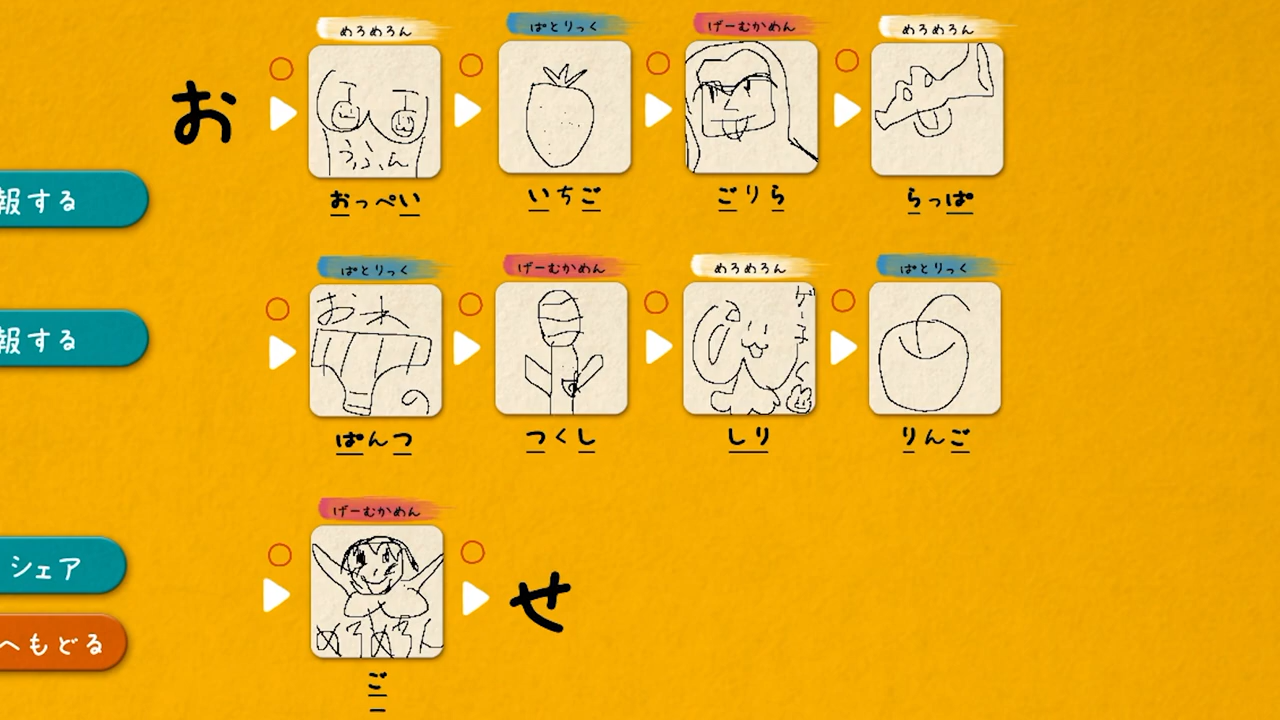 めろめろん
ぱとりっく
げーむかめん
めろめろん
お
うふん
おっぺい
いちご
ごりら
らっぱ
報する
ぱとりっく
げーむかめん
めろめろん
ぱとりっく
ぱんつ
つくし
しり
りんご
報する
げーむかめん
せ
めろめろん
ご
シェア
へもどる